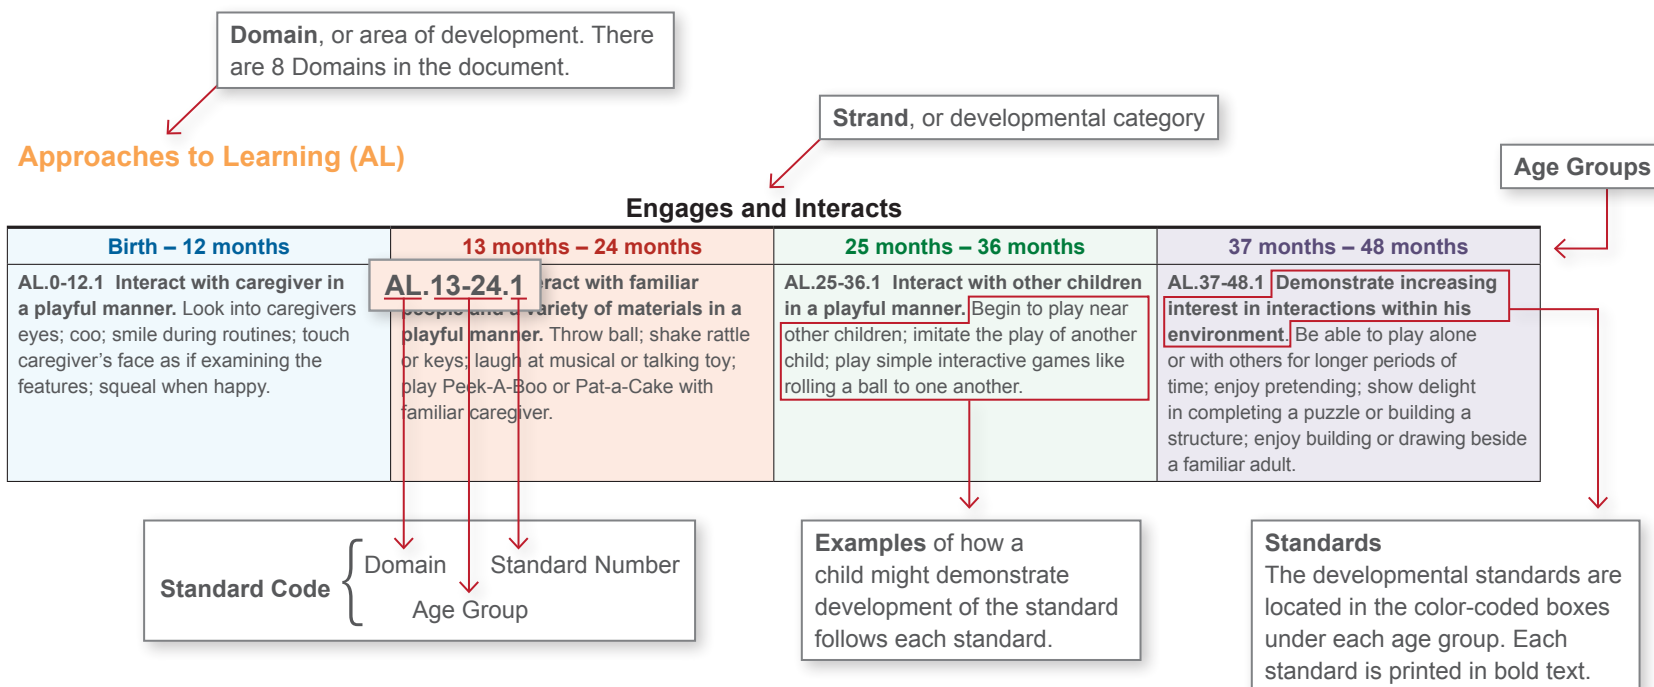 Domain, or area of development. There
are 8 Domains in the document.
Strand, or developmental category
Approaches to Learning (AL)
Age Groups
Engages and Interacts
Birth – 12 months
AL.0-12.1 Interact with caregiver in
a playful manner. Look into caregivers
eyes; coo; smile during routines; touch
caregiver's face as if examining the
features; squeal when happy.
13 months – 24 months
AL.13-24.1
eract with familiar
people and a variety of materials in a
playful manner. Throw ball; shake rattle
or keys; laugh at musical or talking toy;
play Peek-A-Boo or Pat-a-Cake with
familiar caregiver.
25 months – 36 months
AL.25-36.1 Interact with other children
in a playful manner. Begin to play near
other children; imitate the play of another
child; play simple interactive games like
rolling a ball to one another.
37 months – 48 months
AL.37-48.1 Demonstrate increasing
interest in interactions within his
environment. Be able to play alone
or with others for longer periods of
time; enjoy pretending; show delight
in completing a puzzle or building a
structure; enjoy building or drawing beside
a familiar adult.
Standard Code
Domain
Standard Number
Age Group
Examples of how a
child might demonstrate
development of the standard
follows each standard.
Standards
The developmental standards are
located in the color-coded boxes
under each age group. Each
standard is printed in bold text.